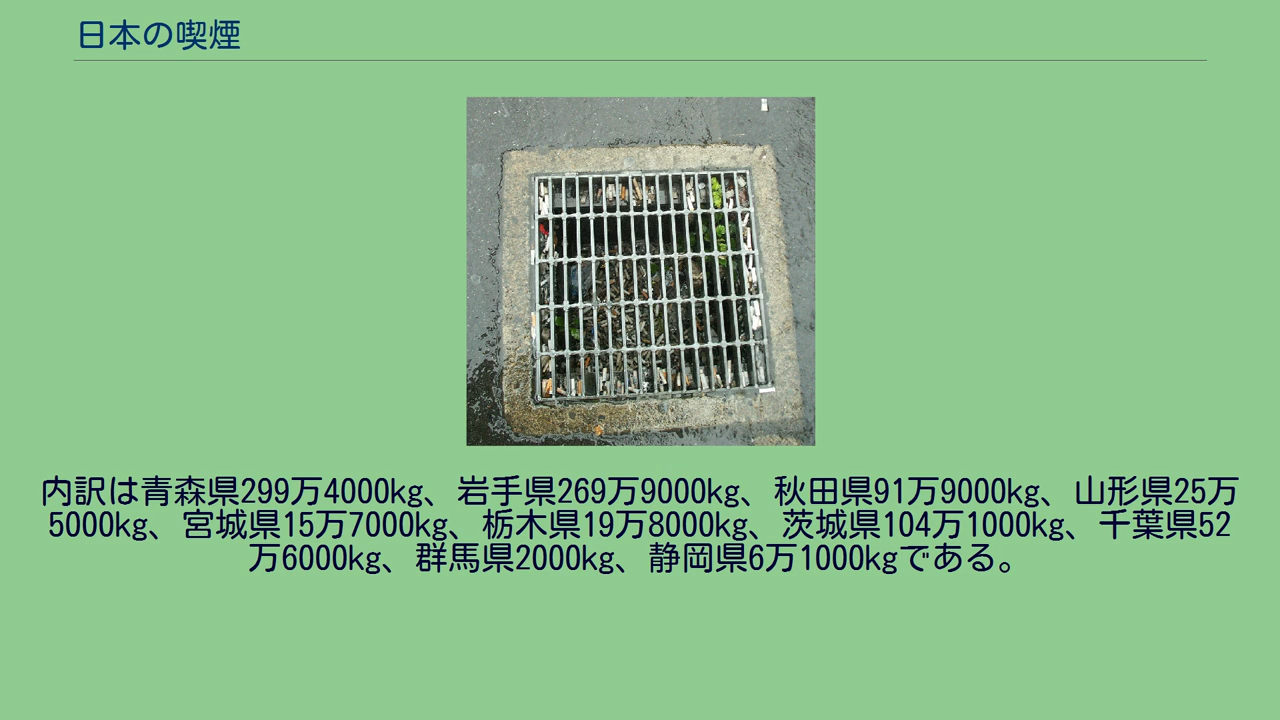 日本の喫煙
内訳は青森県299万4000kg、岩手県269万9000kg、秋田県91万9000kg、山形県25万
5000kg、宮城県15万7000kg、栃木県19万8000kg、茨城県104万1000kg、千葉県52
万6000kg、群馬県2000kg、静岡県6万1000kgである。